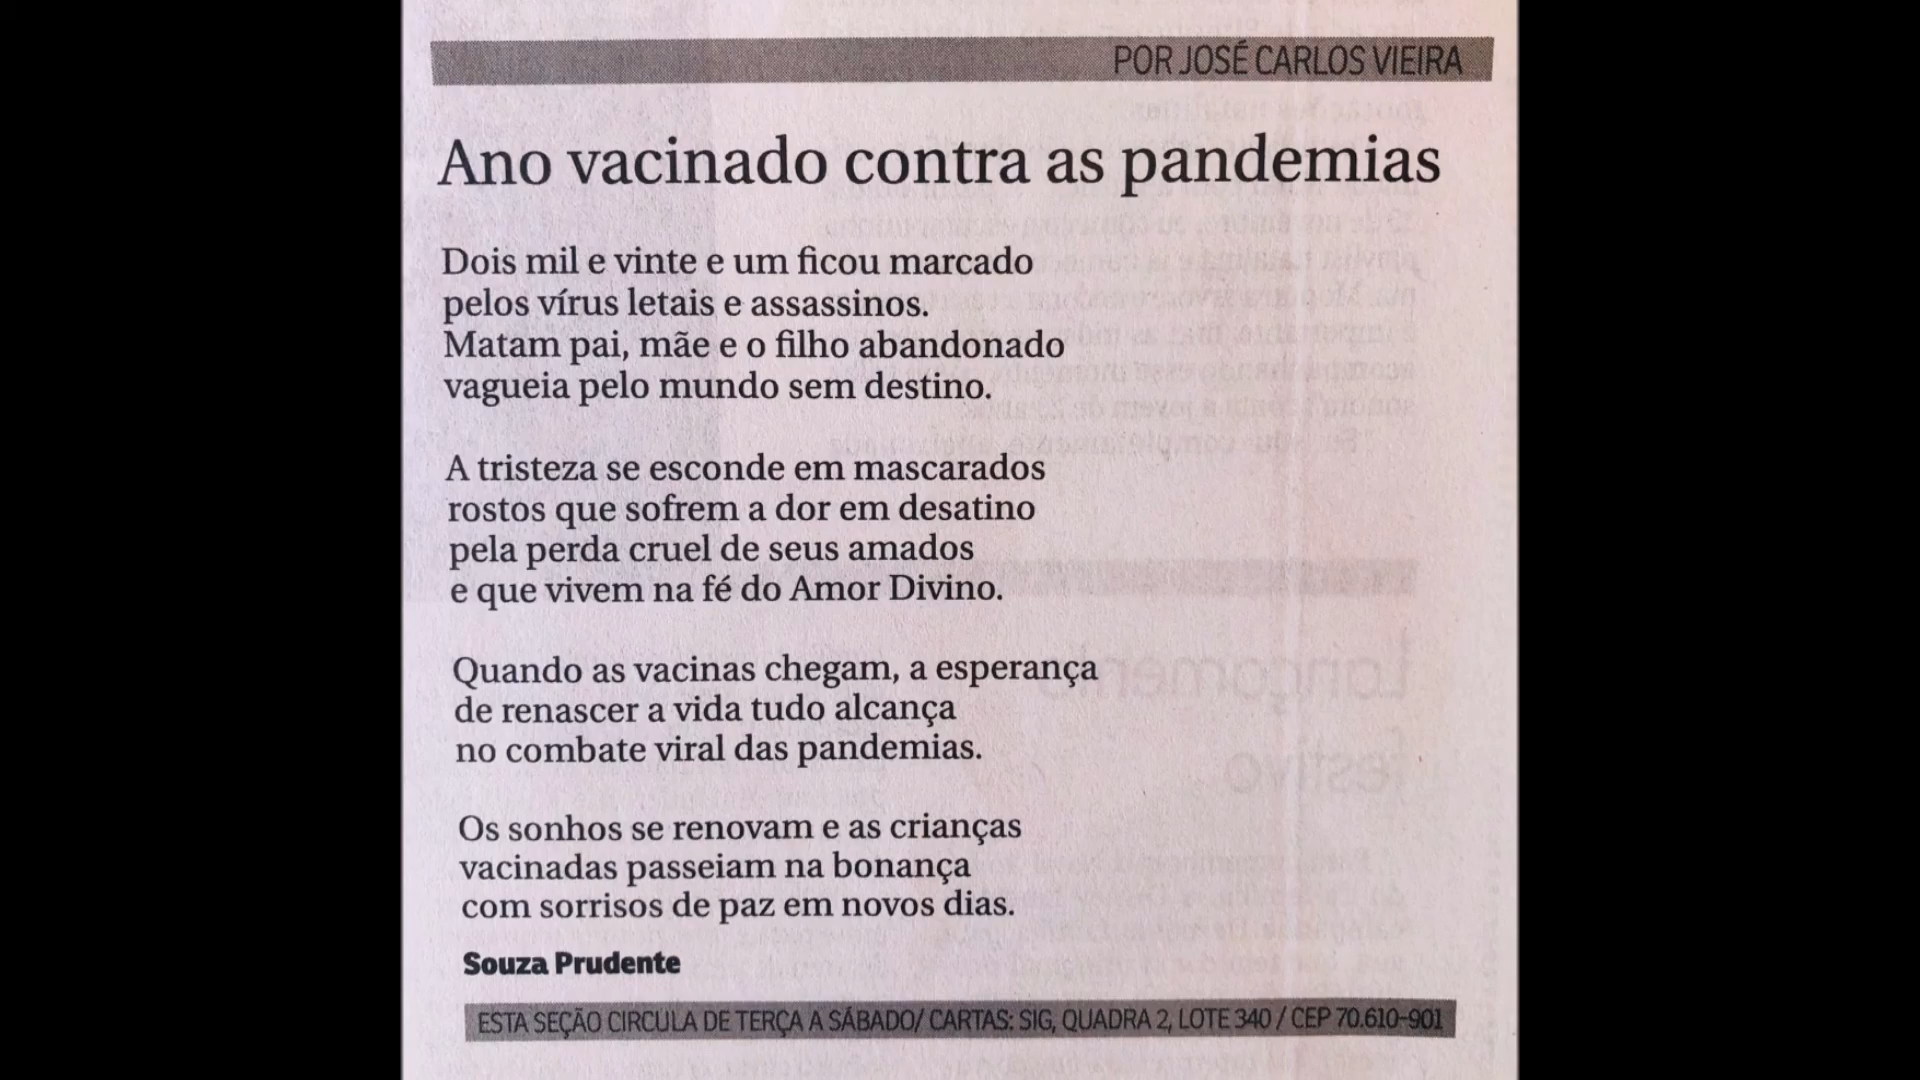 POR JOSÉ CARLOS VIEIRA
Ano vacinado contra as pandemias
Dois mil e vinte e um ficou marcado
pelos vírus letais e assassinos.
Matam pai, mãe e o filho abandonado
vagueia pelo mundo sem destino.
A tristeza se esconde em mascarados
rostos que sofrem a dor em desatino
pela perda cruel de seus amados
e que vivem na fé do Amor Divino.
Quando as vacinas chegam, a esperança
de renascer a vida tudo alcança
no combate viral das pandemias.
Os sonhos se renovam e as crianças
vacinadas passeiam na bonança
com sorrisos de paz em novos dias.
Souza Prudente
ESTA SEÇÃO CIRCULA DE TERÇA A SÁBADO/ CARTAS: SIG, QUADRA 2, LOTE 340 / CEP 70.610-901